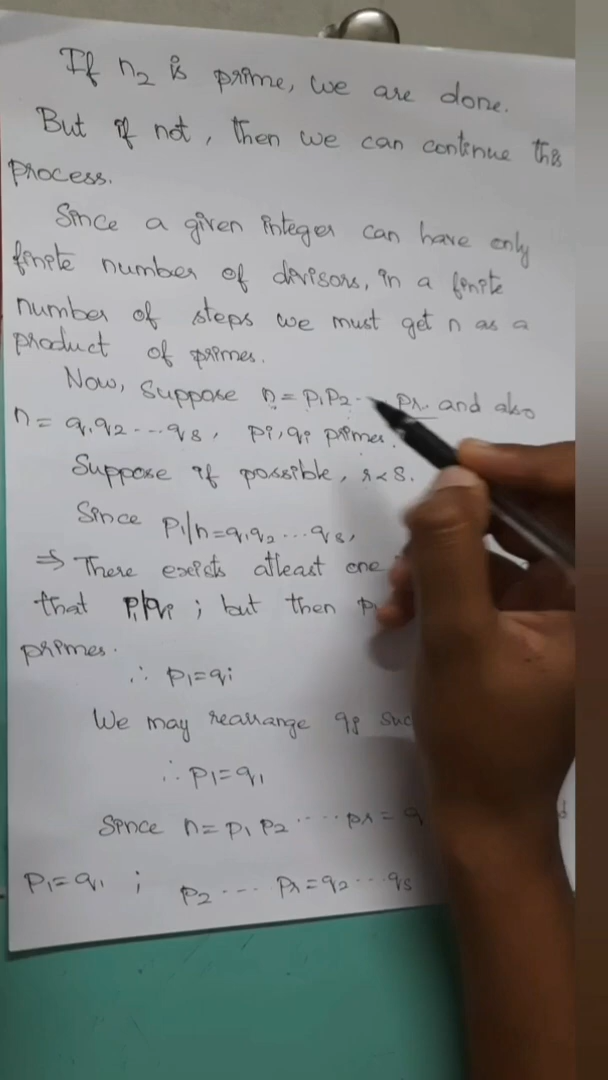 If n₂ is prime, we are done.
But if not, then we can continue this
process.
Since a given integer can have only
finite number of divisors, in a finite
number of steps we must get n as a
product of primes.
Now, suppose n = p₁p₂... pᵣ. and also
n = q₁q₂...qₛ, pᵢ, qᵢ primes.
Suppose if possible, r<s.
Since p₁|n=q₁q₂...qₛ,
⇒ There exists atleast one
that p₁|qᵢ ; but then
primes.
∴ p₁=qᵢ
We may rearrange qᵢ
∴ p₁=q₁
Since n=p₁p₂.....pᵣ = q
p₁=q₁ ; p₂....pᵣ=q₂...qₛ